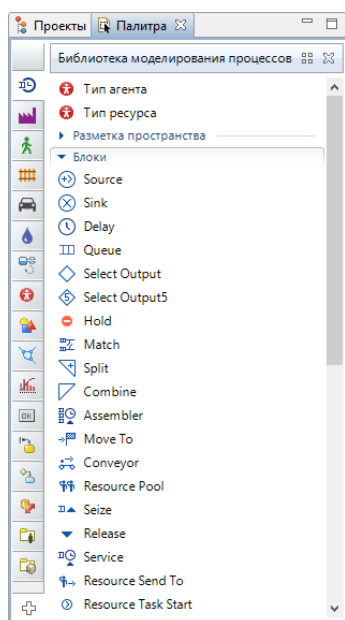 Проекты Палитра
Библиотека моделирования процессов
Тип агента
Тип ресурса
Разметка пространства
Блоки
Source
Sink
Delay
Queue
Select Output
Select Output5
Hold
Match
Split
Combine
Assembler
Move To
Conveyor
Resource Pool
Seize
Release
Service
Resource Send To
Resource Task Start
OK